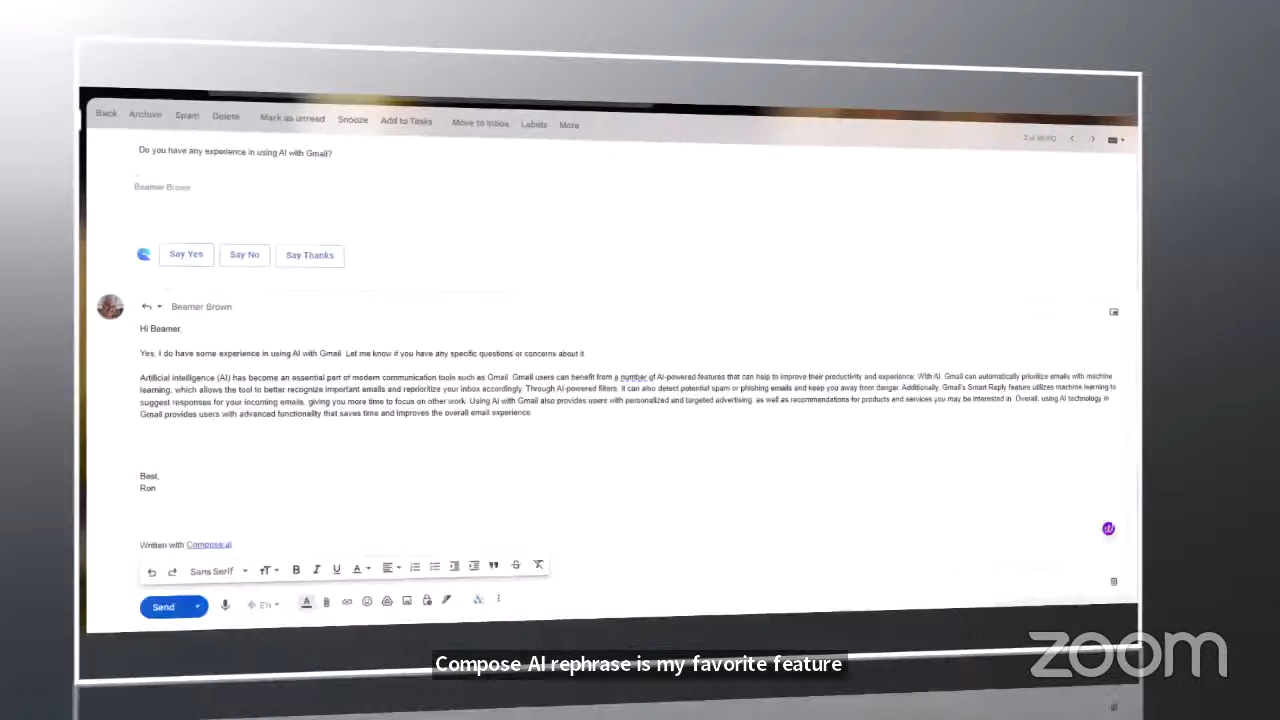 Back Archive Spam Delete Mark as unread Snooze Add to Tasks Move to Inbox Labels More
Do you have any experience in using AI with Gmail?
--
Beamer Brown
Say Yes Say No Say Thanks
Beamer Brown
Hi Beamer,
Yes, I do have some experience in using AI with Gmail Let me know if you have any specific questions or concerns about it
Artificial intelligence (AI) has become an essential part of modern communication tools such as Gmail. Gmail users can benefit from a number of AI-powered features that can help to improve their productivity and experience. With AI, Gmail can automatically prioritize emails with machine
learning, which allows the tool to better recognize important emails and reprioritize your inbox accordingly. Through AI-powered filters, it can also detect potential spam or phishing emails and keep you away from danger. Additionally, Gmail's Smart Reply feature utilizes machine learning to
suggest responses for your incoming emails, giving you more time to focus on other work. Using AI with Gmail also provides users with personalized and targeted advertising, as well as recommendations for products and services you may be interested in Overall, using AI technology in
Gmail provides users with advanced functionality that saves time and improves the overall email experience.
Best,
Ron
Written with Compose.ai
Sans Serif
Send EN
Compose AI rephrase is my favorite feature
zoom